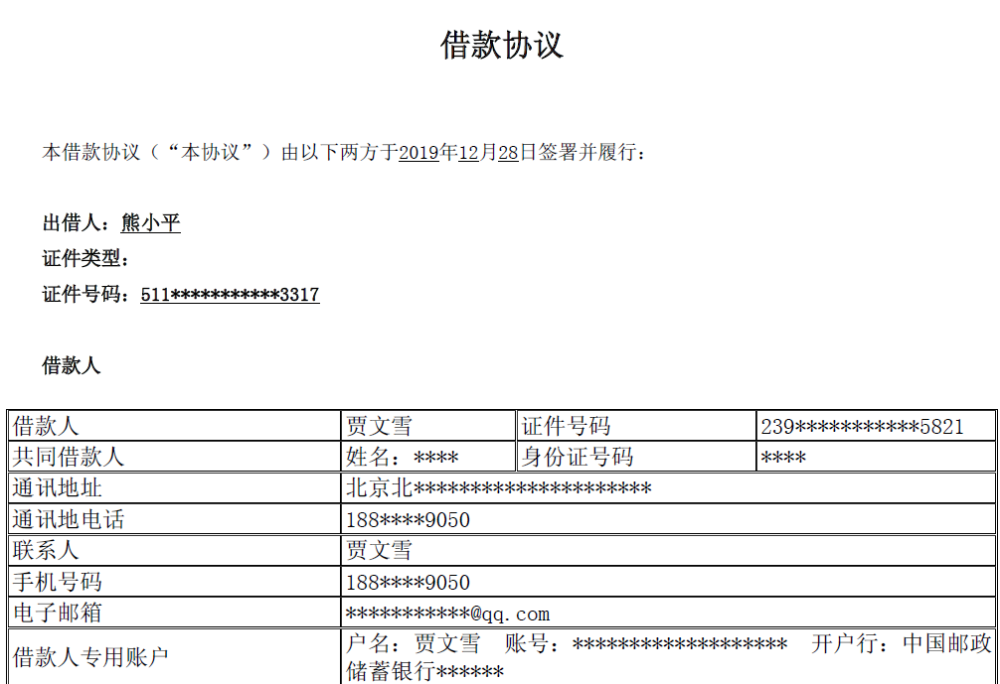 借款协议
本借款协议（“本协议”）由以下两方于2019年12月28日签署并履行：
出借人：熊小平
证件类型：
证件号码：511***********3317
借款人
借款人 贾文雪 证件号码 239***********5821
共同借款人 姓名：**** 身份证号码 ****
通讯地址 北京北*********************
通讯地电话 188****9050
联系人 贾文雪
手机号码 188****9050
电子邮箱 ***********@qq.com
借款人专用账户 户名：贾文雪 账号：******************* 开户行：中国邮政
储蓄银行******